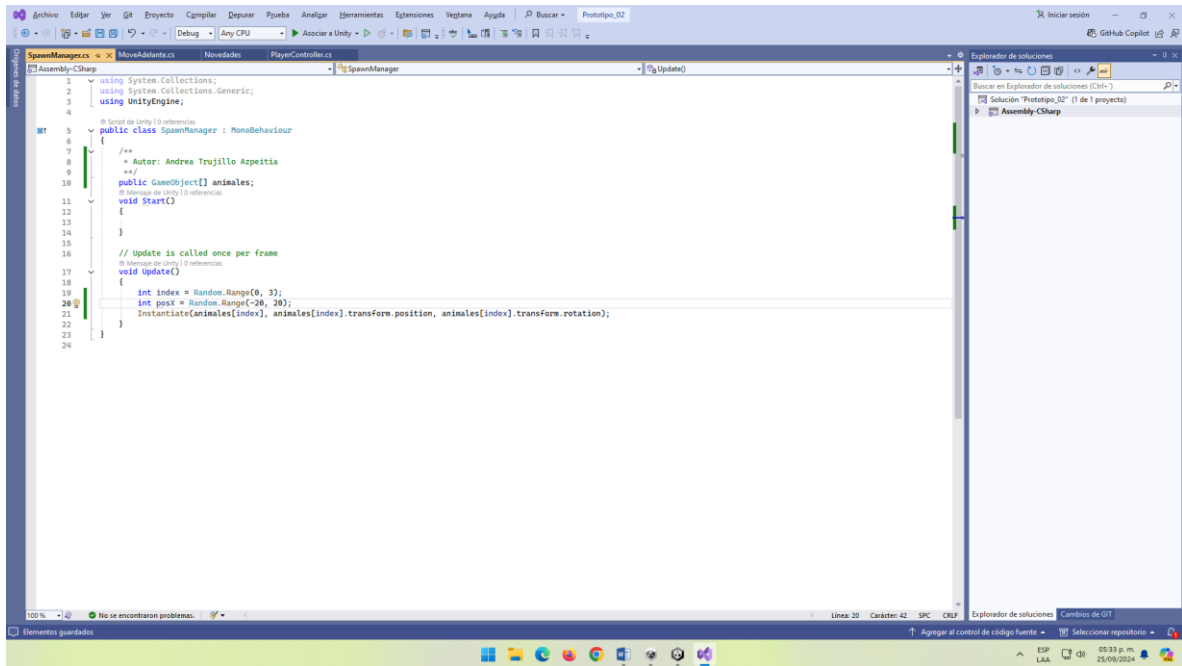 Archivo Editar Ver Git Proyecto Compilar Depurar Prueba Analizar Herramientas Extensiones Ventana Ayuda Buscar Prototipo_02 Iniciar sesión
Debug Any CPU Asociar a Unity GitHub Copilot
Orígenes de datos
SpawnManager.cs MoveAdelante.cs Novedades PlayerController.cs
Assembly-CSharp SpawnManager Update()
1 using System.Collections;
2 using System.Collections.Generic;
3 using UnityEngine;
4
Script de Unity | 0 referencias
5 public class SpawnManager : MonoBehaviour
6 {
7 /**
8 * Autor: Andrea Trujillo Azpeitia
9 **/
10 public GameObject[] animales;
Mensaje de Unity | 0 referencias
11 void Start()
12 {
13
14 }
15
16 // Update is called once per frame
Mensaje de Unity | 0 referencias
17 void Update()
18 {
19 int index = Random.Range(0, 3);
20 int posX = Random.Range(-20, 20);
21 Instantiate(animales[index], animales[index].transform.position, animales[index].transform.rotation);
22 }
23 }
24
Explorador de soluciones
Buscar en Explorador de soluciones (Ctrl+´)
Solución "Prototipo_02" (1 de 1 proyecto)
Assembly-CSharp
100 % No se encontraron problemas. Línea: 20 Carácter: 42 SPC CRLF
Explorador de soluciones Cambios de GIT
Elementos guardados Agregar al control de código fuente Seleccionar repositorio
ESP
LAA
05:33 p. m.
25/09/2024